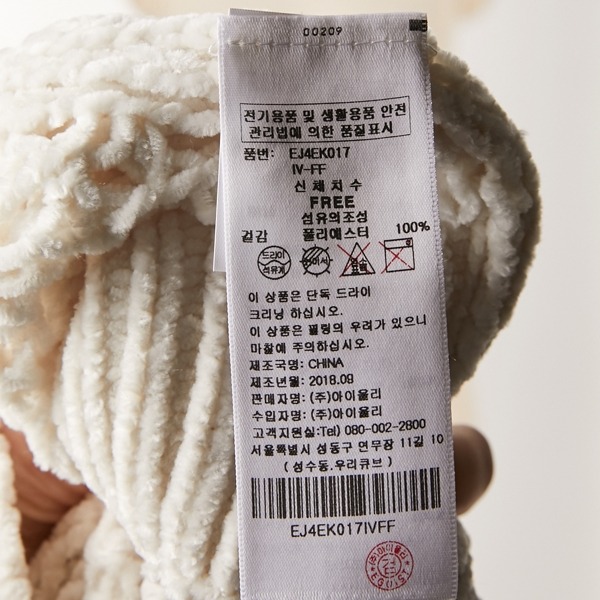 00209
전기용품 및 생활용품 안전
관리법에 의한 품질표시
품번: EJ4EK017
IV-FF
신체치수
FREE
섬유의조성
겉감 폴리에스터 100%
드라이
석유계
이 상품은 단독 드라이
크리닝 하십시오.
이 상품은 필링의 우려가 있으니
마찰에 주의하십시오.
제조국명: CHINA
제조년월: 2018.09
판매자명: (주)아이올리
수입자명: (주)아이올리
고객지원실:Tel) 080-002-2800
서울특별시 성동구 연무장 11길 10
(성수동.우리큐브)
EJ4EK017IVFF